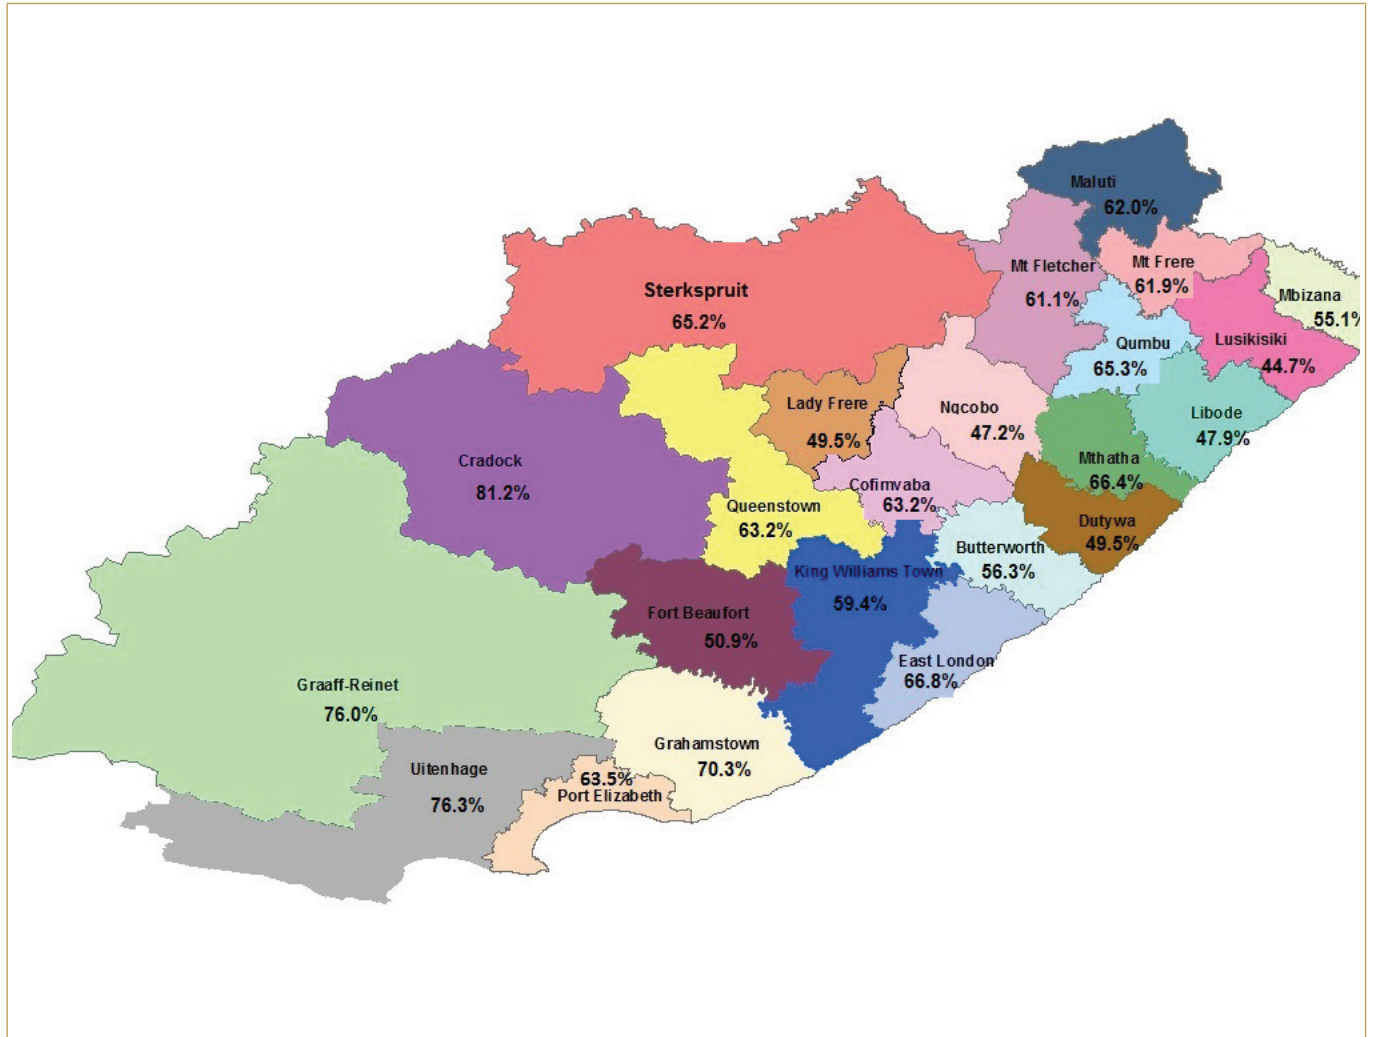 Maluti
62.0%
Mt Frere
61.9%
Mt Fletcher
61.1%
Mbizana
55.1%
Sterkspruit
65.2%
Qumbu
65.3%
Lusikisiki
44.7%
Lady Frere
49.5%
Ngcobo
47.2%
Libode
47.9%
Mthatha
66.4%
Cradock
81.2%
Cofimvaba
63.2%
Queenstown
63.2%
Dutywa
49.5%
Butterworth
56.3%
King Williams Town
59.4%
Fort Beaufort
50.9%
East London
66.8%
Graaff-Reinet
76.0%
Grahamstown
70.3%
Uitenhage
76.3%
63.5%
Port Elizabeth